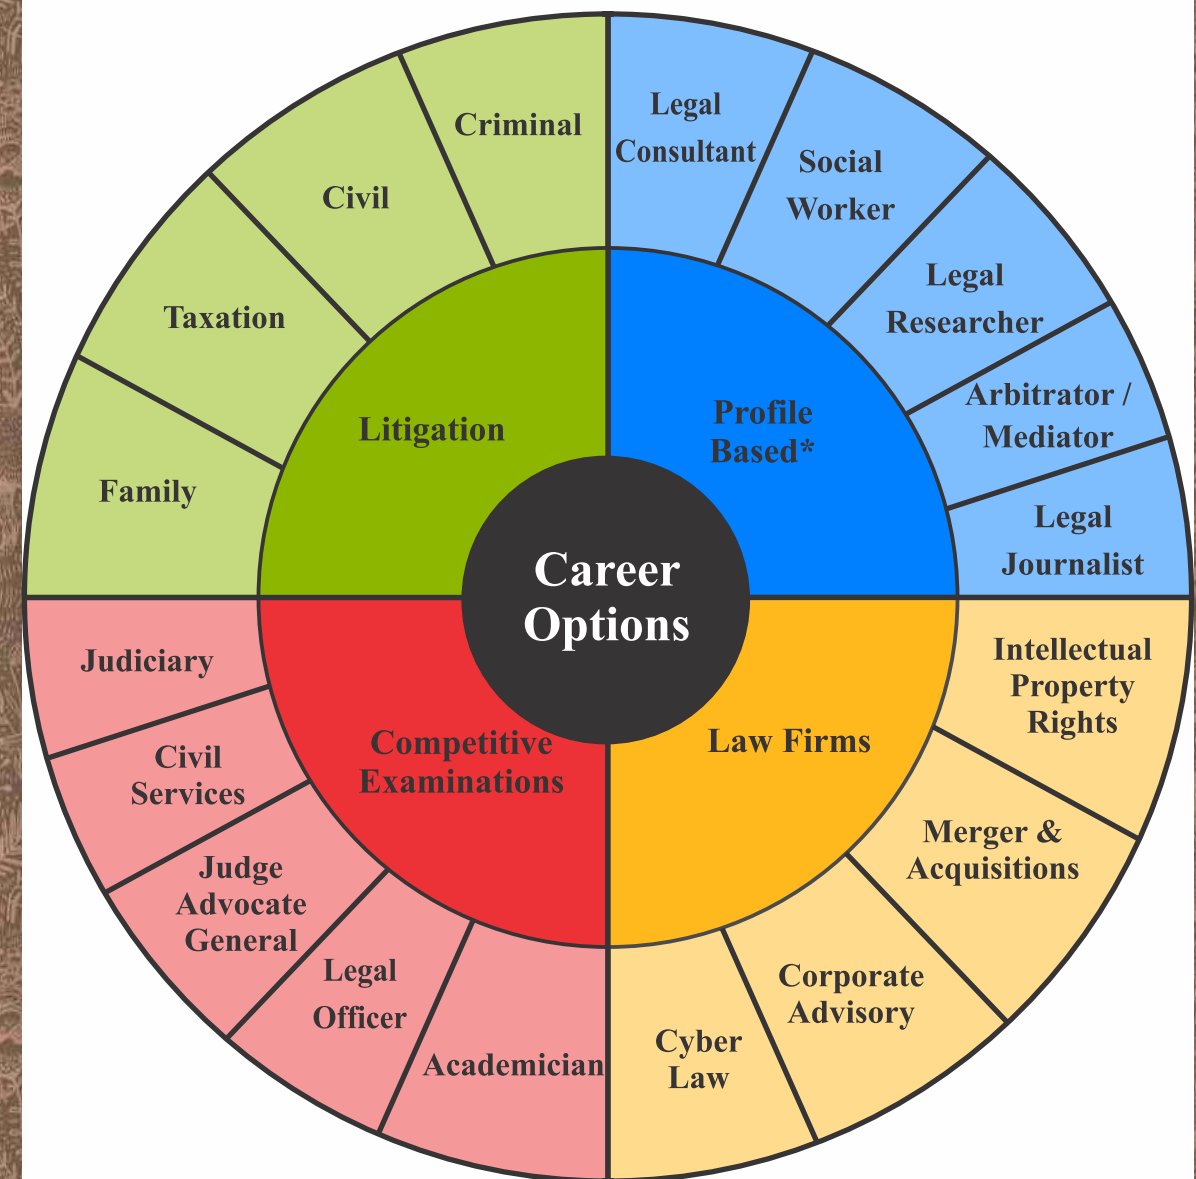 Career
Options
Litigation
Criminal
Civil
Taxation
Family
Profile
Based*
Legal
Consultant
Social
Worker
Legal
Researcher
Arbitrator /
Mediator
Legal
Journalist
Law Firms
Intellectual
Property
Rights
Merger &
Acquisitions
Corporate
Advisory
Cyber
Law
Competitive
Examinations
Judiciary
Civil
Services
Judge
Advocate
General
Legal
Officer
Academician